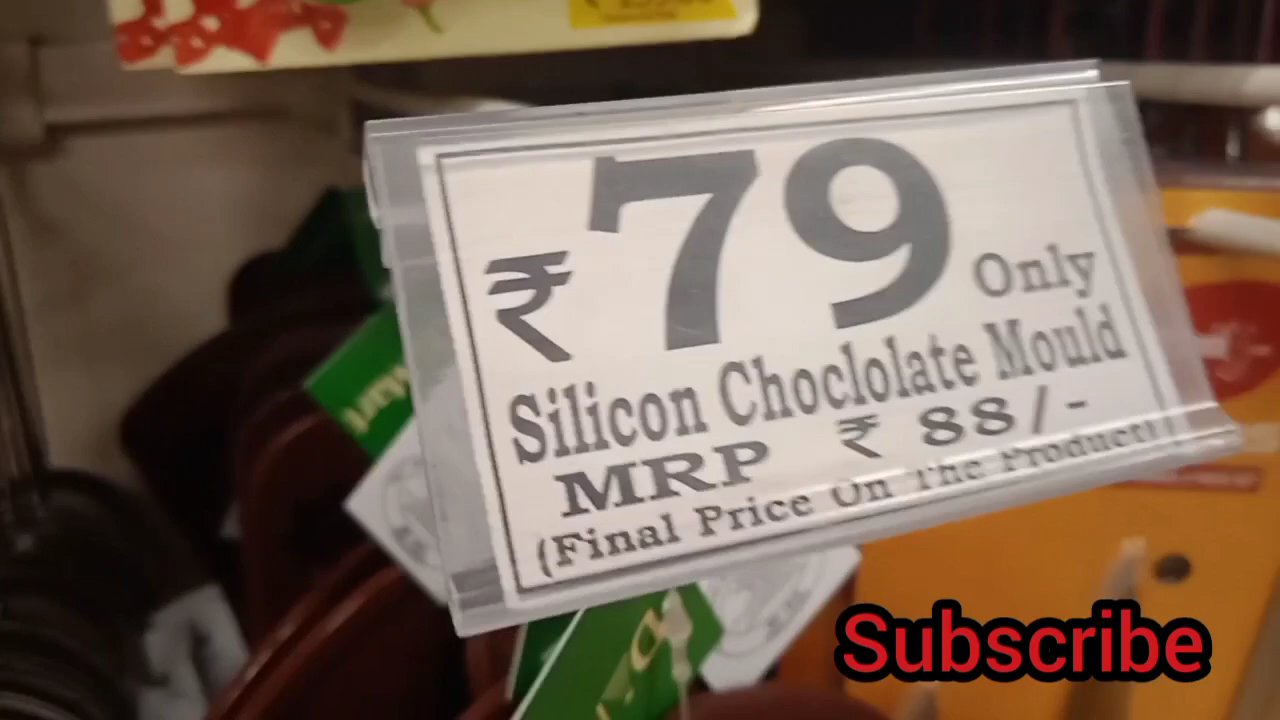 ₹ 79 Only
Silicon Choclolate Mould
MRP ₹ 88/-
(Final Price On The Product)
Subscribe